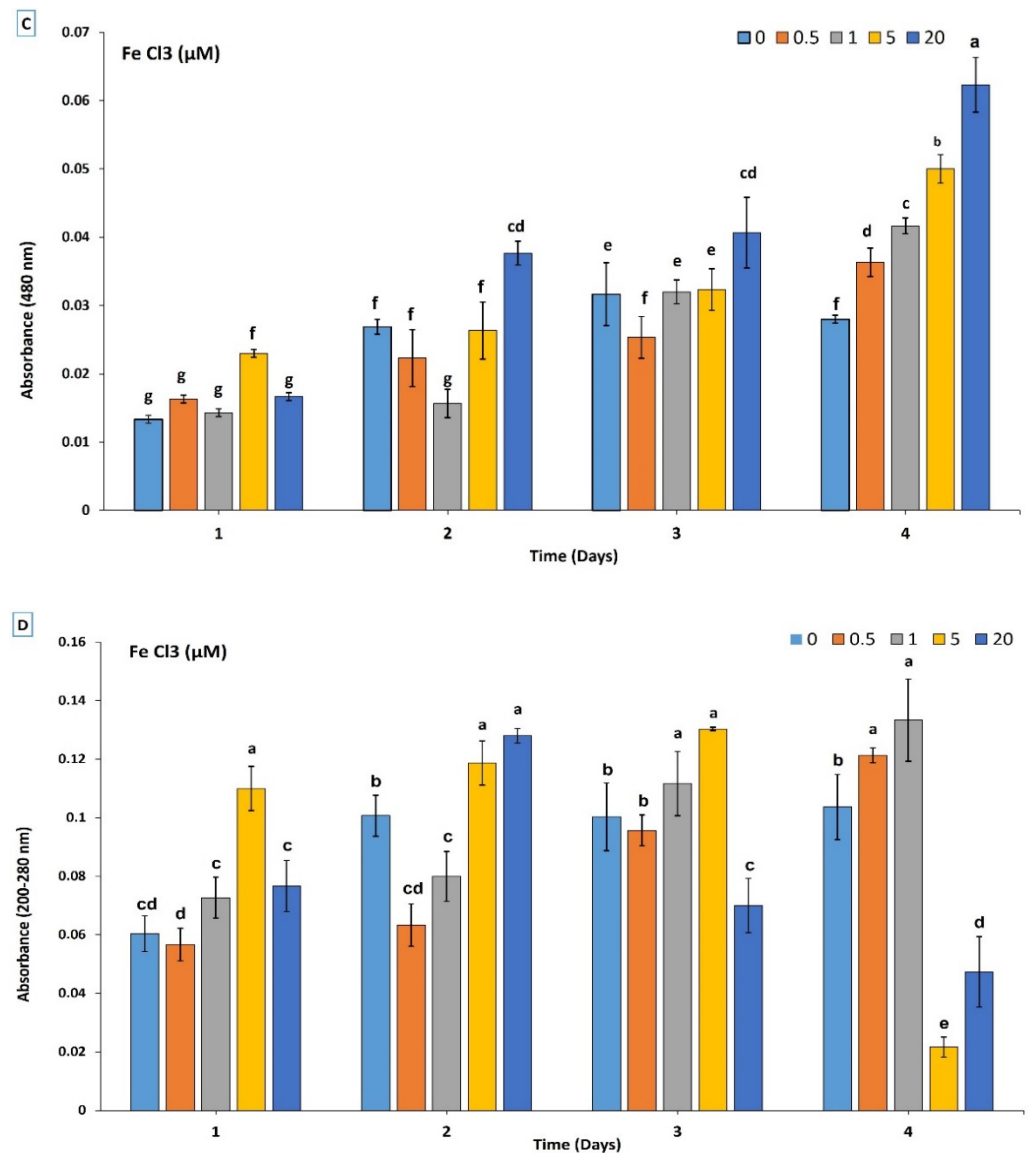 C
Fe Cl3 (µM)
0 0.5 1 5 20
Absorbance (480 nm)
0.07
0.06
0.05
0.04
0.03
0.02
0.01
0
g g g f g
f f g f cd
e f e e cd
f d c b a
1 2 3 4
Time (Days)
D
Fe Cl3 (µM)
0 0.5 1 5 20
Absorbance (200-280 nm)
0.16
0.14
0.12
0.1
0.08
0.06
0.04
0.02
0
cd d c a c
b cd c a a
b b a a c
b a a e d
1 2 3 4
Time (Days)